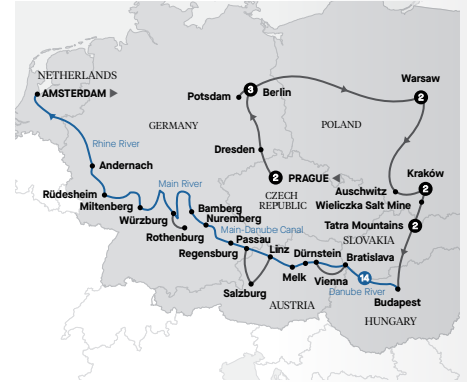 NETHERLANDS
AMSTERDAM
Rhine River
Andernach
Rüdesheim
Miltenberg
Main River
Würzburg
Rothenburg
Bamberg
Nuremberg
Main-Danube Canal
Regensburg
Passau
Linz
Salzburg
Melk
Dürnstein
Vienna
Bratislava
14
Danube River
Budapest
HUNGARY
AUSTRIA
SLOVAKIA
Tatra Mountains 2
Wieliczka Salt Mine
Kraków
2
Auschwitz
Warsaw
2
POLAND
3 Berlin
Potsdam
GERMANY
Dresden
2 PRAGUE
CZECH
REPUBLIC